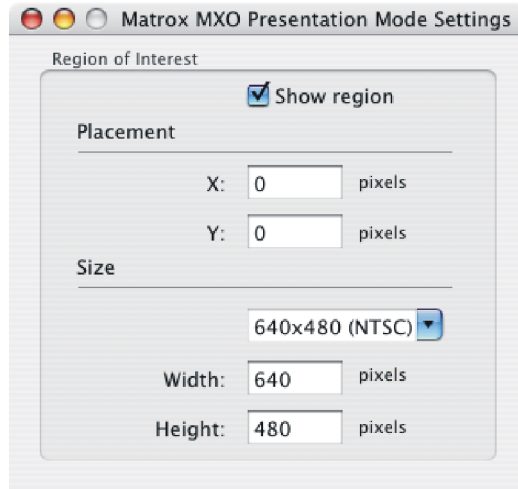 Matrox MXO Presentation Mode Settings
Region of Interest
Show region
Placement
X: 0 pixels
Y: 0 pixels
Size
640x480 (NTSC)
Width: 640 pixels
Height: 480 pixels